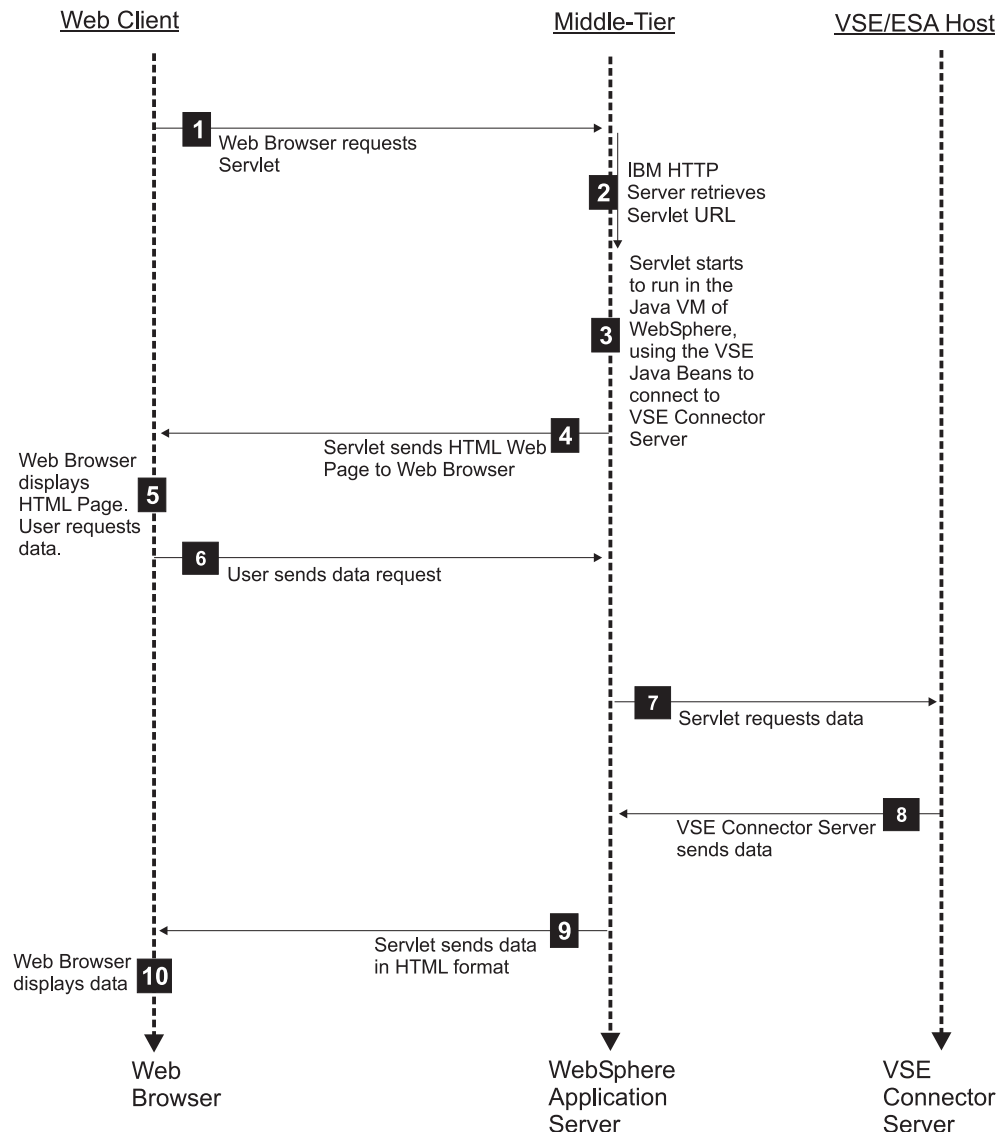 Web Client
Middle-Tier
VSE/ESA Host
1
Web Browser requests
Servlet
2
IBM HTTP
Server retrieves
Servlet URL
3
Servlet starts
to run in the
Java VM of
WebSphere,
using the VSE
Java Beans to
connect to
VSE Connector
Server
4
Servlet sends HTML Web
Page to Web Browser
Web Browser
displays
HTML Page.
User requests
data.
5
6
User sends data request
7
Servlet requests data
8
VSE Connector Server
sends data
9
Servlet sends data
in HTML format
Web Browser
displays data
10
Web
Browser
WebSphere
Application
Server
VSE
Connector
Server